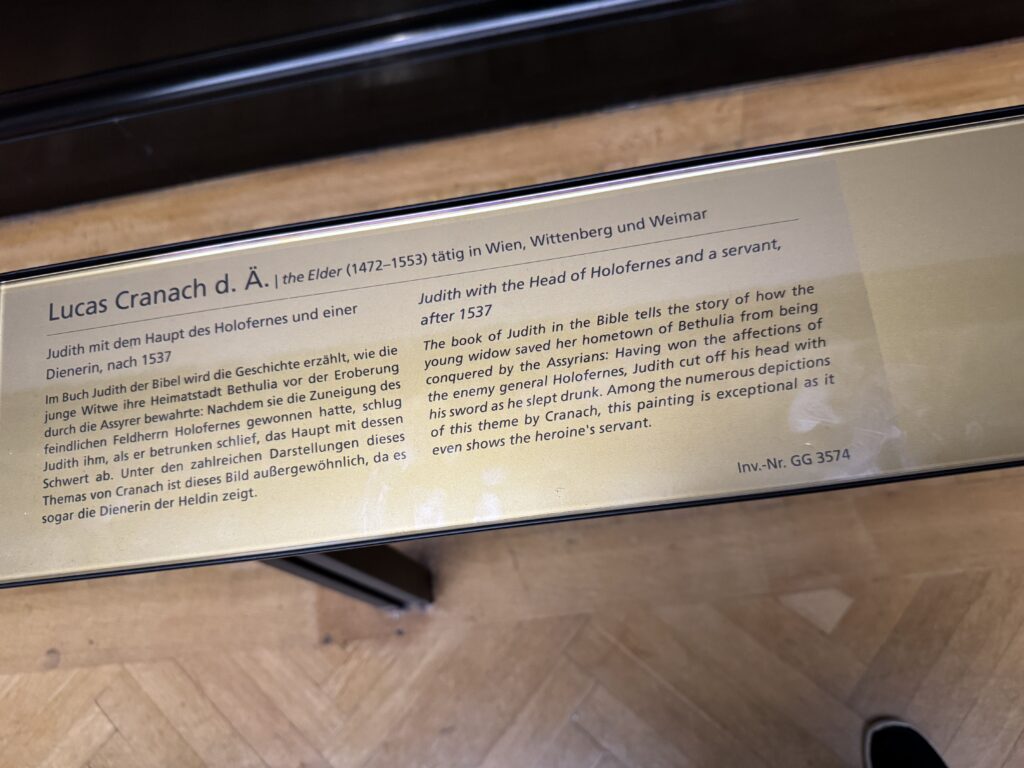 Lucas Cranach d. Ä. | the Elder (1472–1553) tätig in Wien, Wittenberg und Weimar
Judith mit dem Haupt des Holofernes und einer
Dienerin, nach 1537
Im Buch Judith der Bibel wird die Geschichte erzählt, wie die
junge Witwe ihre Heimatstadt Bethulia vor der Eroberung
durch die Assyrer bewahrte: Nachdem sie die Zuneigung des
feindlichen Feldherrn Holofernes gewonnen hatte, schlug
Judith ihm, als er betrunken schlief, das Haupt mit dessen
Schwert ab. Unter den zahlreichen Darstellungen dieses
Themas von Cranach ist dieses Bild außergewöhnlich, da es
sogar die Dienerin der Heldin zeigt.
Judith with the Head of Holofernes and a servant,
after 1537
The book of Judith in the Bible tells the story of how the
young widow saved her hometown of Bethulia from being
conquered by the Assyrians: Having won the affections of
the enemy general Holofernes, Judith cut off his head with
his sword as he slept drunk. Among the numerous depictions
of this theme by Cranach, this painting is exceptional as it
even shows the heroine's servant.
Inv.-Nr. GG 3574